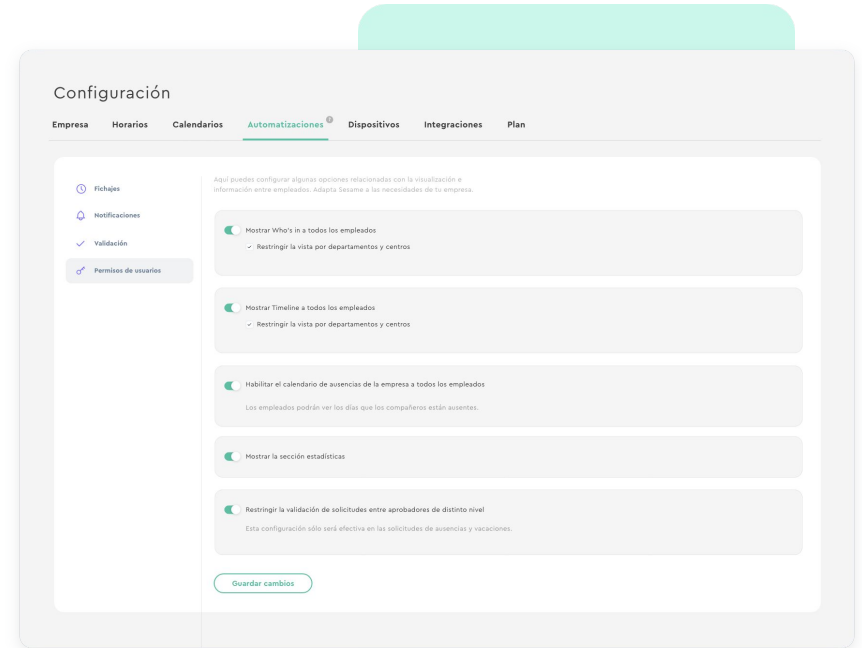 Configuración
Empresa Horarios Calendarios Automatizaciones Dispositivos Integraciones Plan
Fichajes
Notificaciones
Validación
Permisos de usuarios
Aquí puedes configurar algunas opciones relacionadas con la visualización e
información entre empleados. Adapta Sesame a las necesidades de tu empresa.
Mostrar Who's in a todos los empleados
Restringir la vista por departamentos y centros
Mostrar Timeline a todos los empleados
Restringir la vista por departamentos y centros
Habilitar el calendario de ausencias de la empresa a todos los empleados
Los empleados podrán ver los días que los compañeros están ausentes.
Mostrar la sección estadísticas
Restringir la validación de solicitudes entre aprobadores de distinto nivel
Esta configuración sólo será efectiva en las solicitudes de ausencias y vacaciones.
Guardar cambios